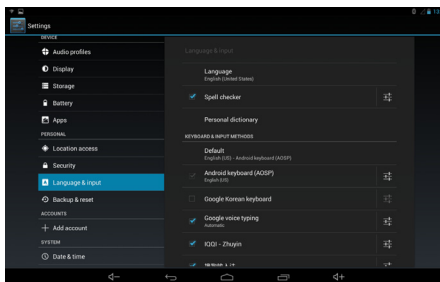 Settings
DEVICE
Audio profiles
Display
Storage
Battery
Apps
PERSONAL
Location access
Security
Language & input
Backup & reset
ACCOUNTS
Add account
SYSTEM
Date & time
Language & input
Language
English (United States)
Spell checker
Personal dictionary
KEYBOARD & INPUT METHODS
Default
English (US) - Android keyboard (AOSP)
Android keyboard (AOSP)
English (US)
Google Korean keyboard
Google voice typing
Automatic
IQQI - Zhuyin